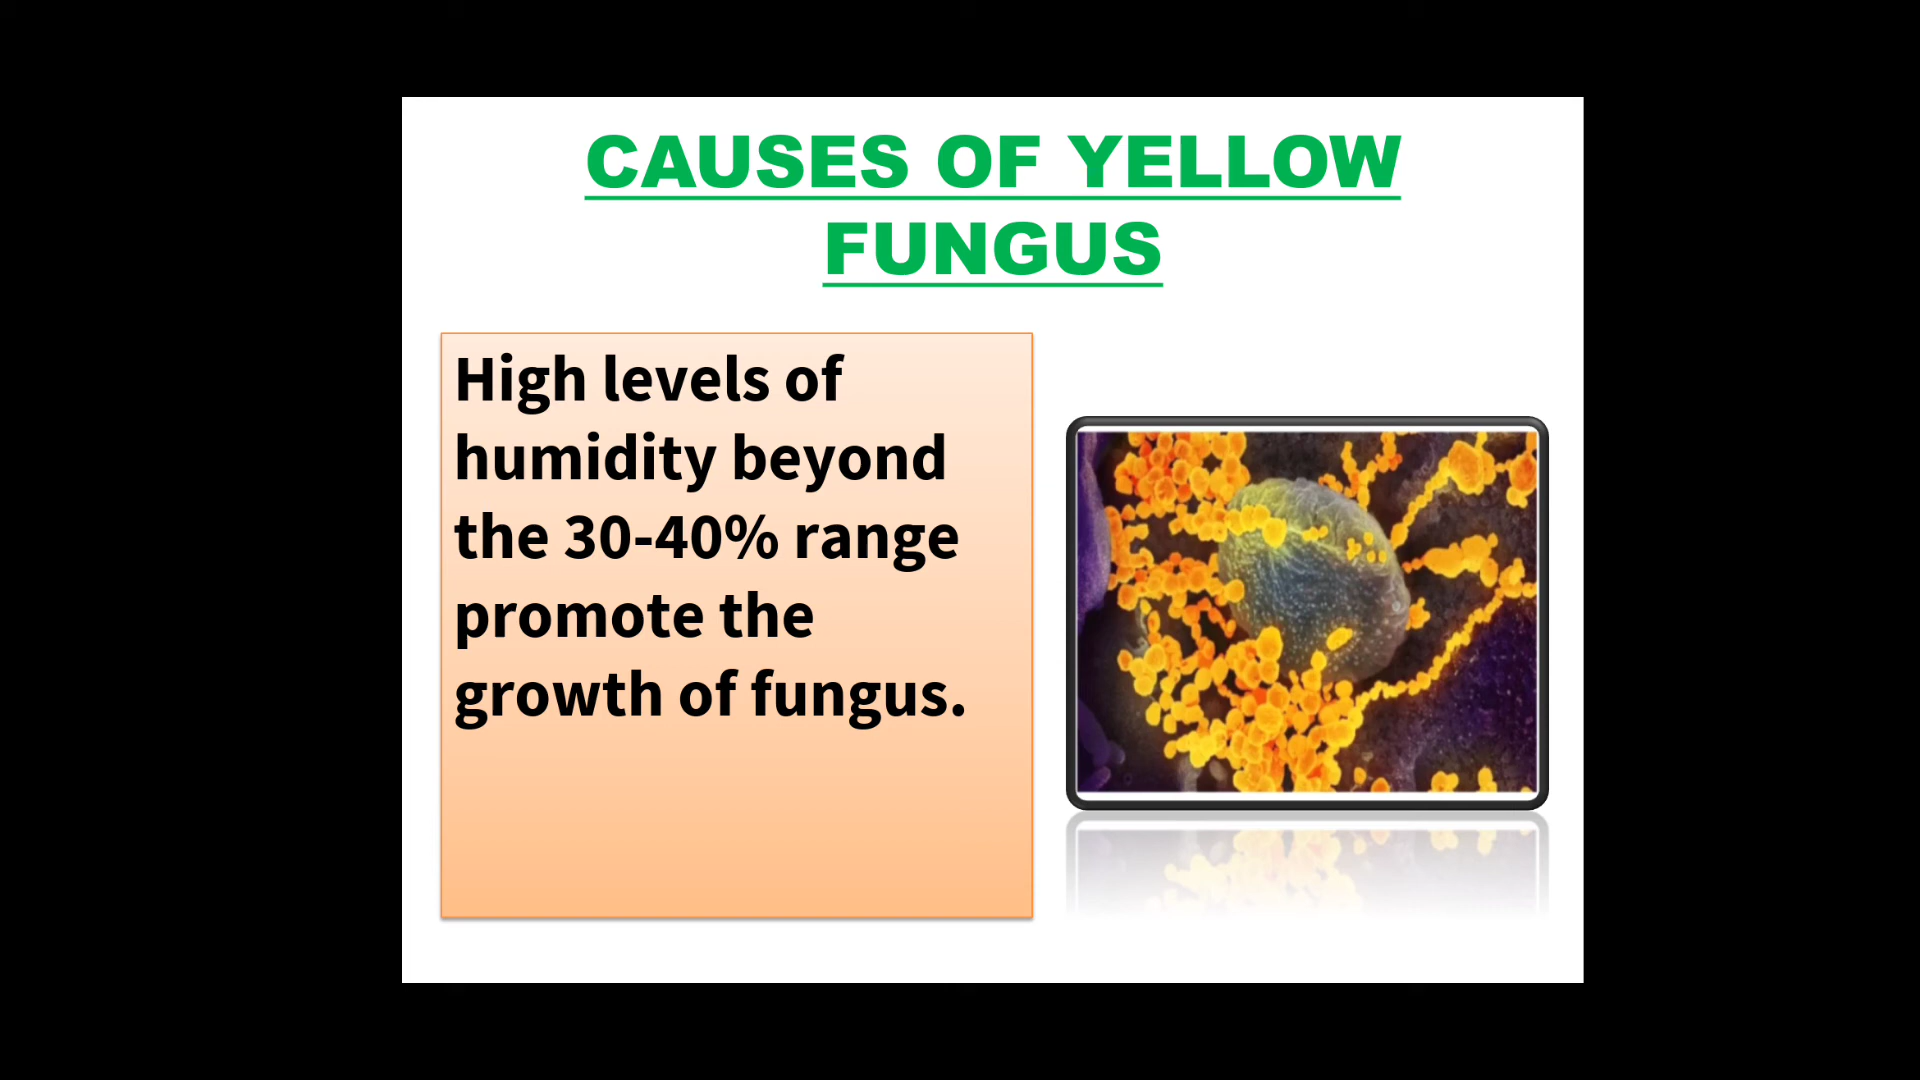 CAUSES OF YELLOW
FUNGUS
High levels of
humidity beyond
the 30-40% range
promote the
growth of fungus.